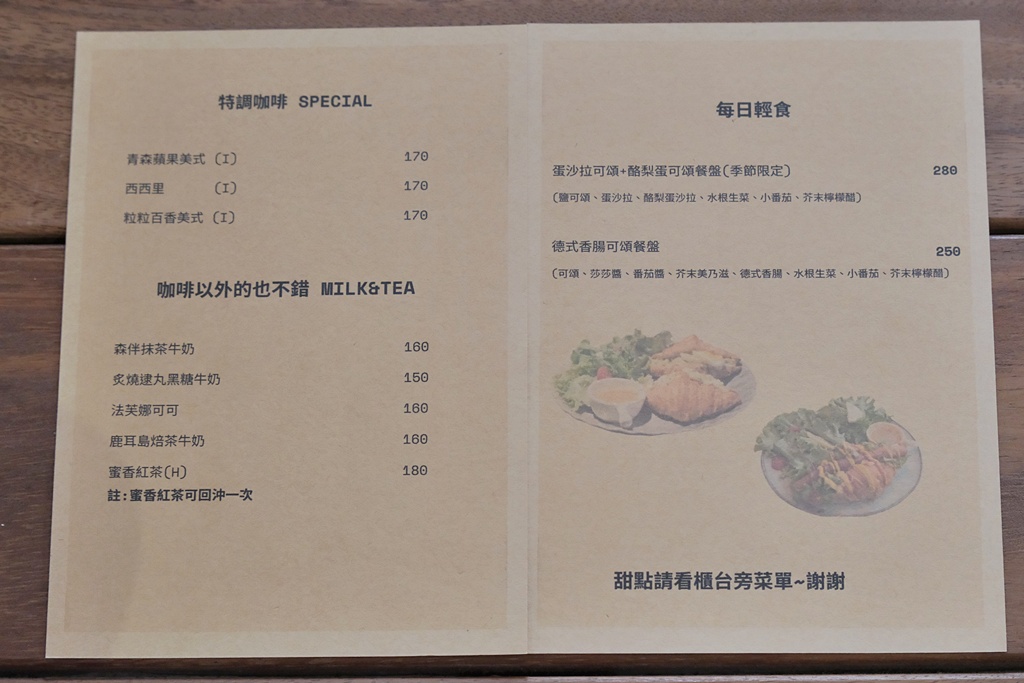 特調咖啡 SPECIAL
青森蘋果美式 (I) 170
西西里 (I) 170
粒粒百香美式 (I) 170
咖啡以外的也不錯 MILK&TEA
森伴抹茶牛奶 160
炙燒逮丸黑糖牛奶 150
法芙娜可可 160
鹿耳島焙茶牛奶 160
蜜香紅茶(H) 180
註:蜜香紅茶可回沖一次
每日輕食
蛋沙拉可頌+酪梨蛋可頌餐盤(季節限定) 280
(鹽可頌、蛋沙拉、酪梨蛋沙拉、水根生菜、小番茄、芥末檸檬醋)
德式香腸可頌餐盤 250
(可頌、莎莎醬、番茄醬、芥末美乃滋、德式香腸、水根生菜、小番茄、芥末檸檬醋)
甜點請看櫃台旁菜單~謝謝